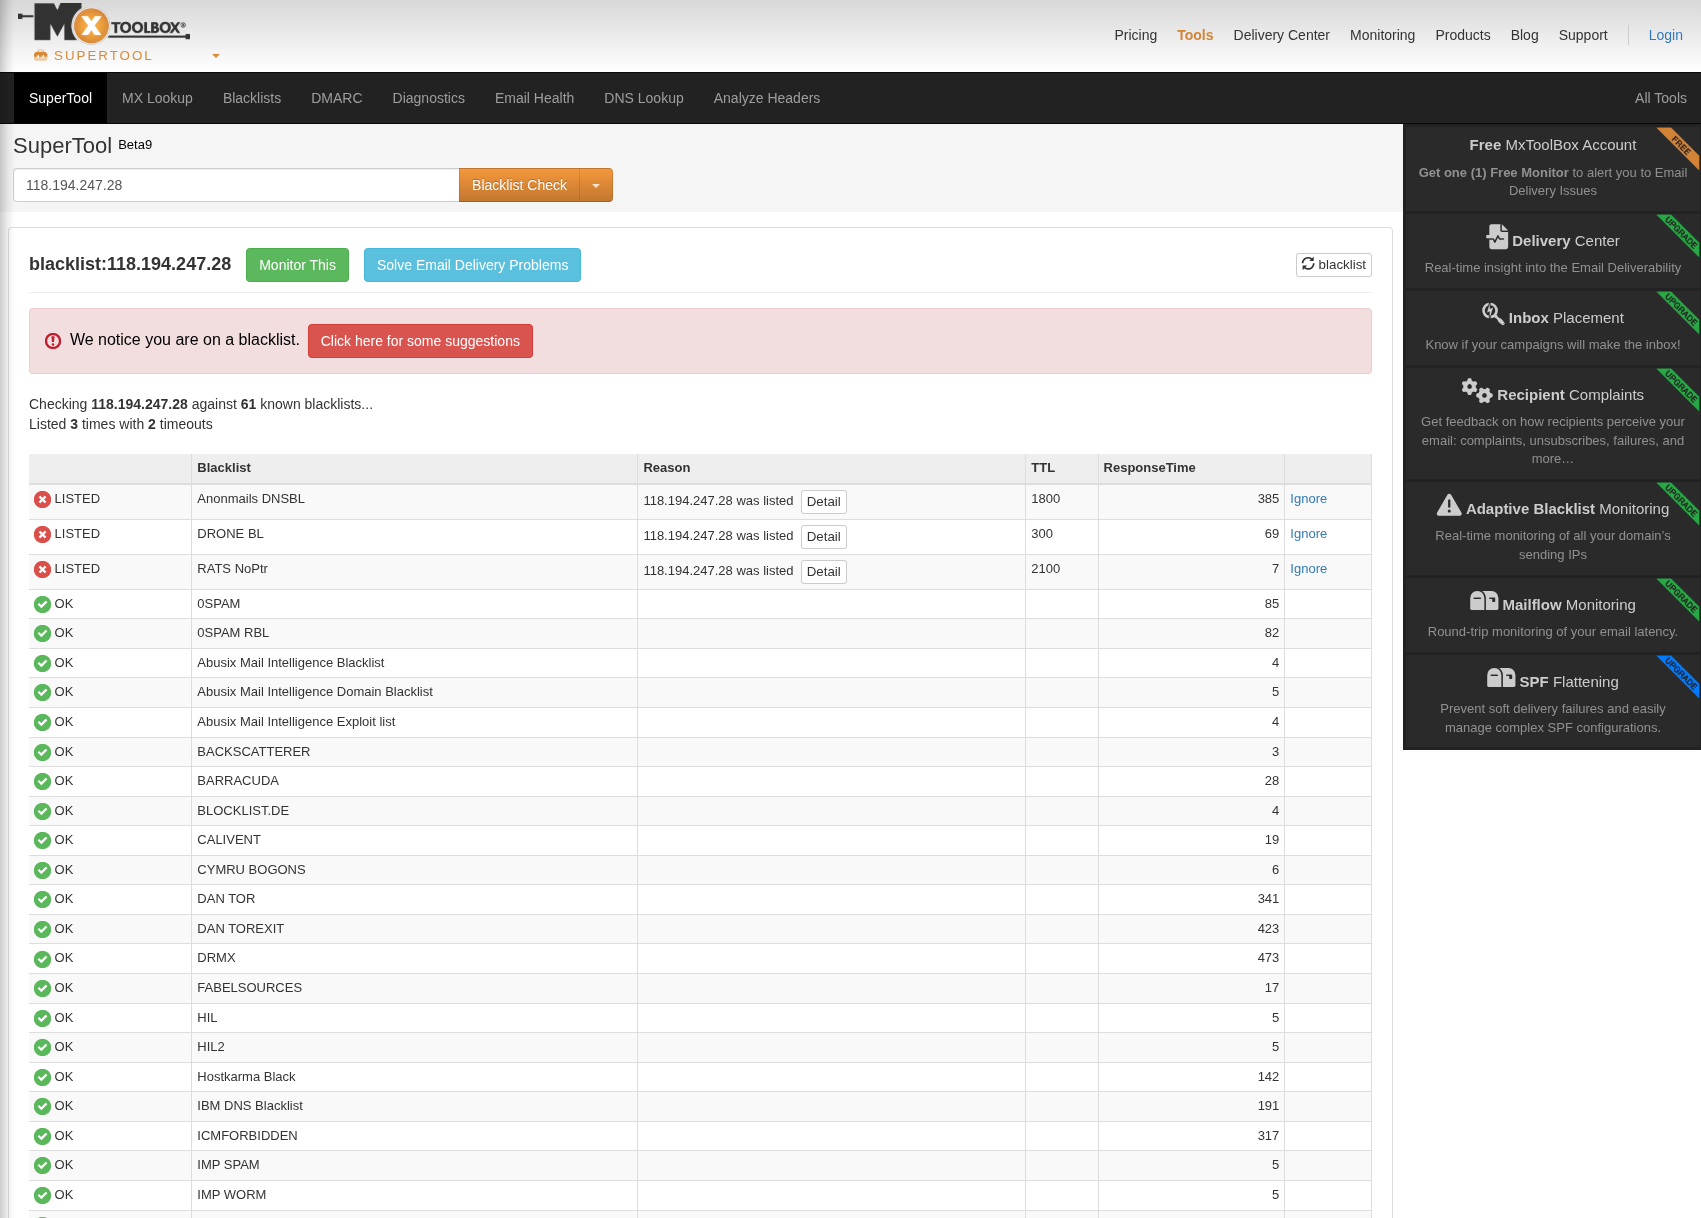 MX TOOLBOX®
SUPERTOOL
Pricing Tools Delivery Center Monitoring Products Blog Support Login
SuperTool MX Lookup Blacklists DMARC Diagnostics Email Health DNS Lookup Analyze Headers All Tools
SuperTool Beta9
118.194.247.28 Blacklist Check
blacklist:118.194.247.28 Monitor This Solve Email Delivery Problems blacklist
We notice you are on a blacklist. Click here for some suggestions
Checking 118.194.247.28 against 61 known blacklists...
Listed 3 times with 2 timeouts
Blacklist Reason TTL ResponseTime
LISTED Anonmails DNSBL 118.194.247.28 was listed Detail 1800 385 Ignore
LISTED DRONE BL 118.194.247.28 was listed Detail 300 69 Ignore
LISTED RATS NoPtr 118.194.247.28 was listed Detail 2100 7 Ignore
OK 0SPAM 85
OK 0SPAM RBL 82
OK Abusix Mail Intelligence Blacklist 4
OK Abusix Mail Intelligence Domain Blacklist 5
OK Abusix Mail Intelligence Exploit list 4
OK BACKSCATTERER 3
OK BARRACUDA 28
OK BLOCKLIST.DE 4
OK CALIVENT 19
OK CYMRU BOGONS 6
OK DAN TOR 341
OK DAN TOREXIT 423
OK DRMX 473
OK FABELSOURCES 17
OK HIL 5
OK HIL2 5
OK Hostkarma Black 142
OK IBM DNS Blacklist 191
OK ICMFORBIDDEN 317
OK IMP SPAM 5
OK IMP WORM 5
Free MxToolBox Account
FREE
Get one (1) Free Monitor to alert you to Email
Delivery Issues
Delivery Center
UPGRADE
Real-time insight into the Email Deliverability
Inbox Placement
UPGRADE
Know if your campaigns will make the inbox!
Recipient Complaints
UPGRADE
Get feedback on how recipients perceive your
email: complaints, unsubscribes, failures, and
more…
Adaptive Blacklist Monitoring
UPGRADE
Real-time monitoring of all your domain's
sending IPs
Mailflow Monitoring
UPGRADE
Round-trip monitoring of your email latency.
SPF Flattening
UPGRADE
Prevent soft delivery failures and easily
manage complex SPF configurations.